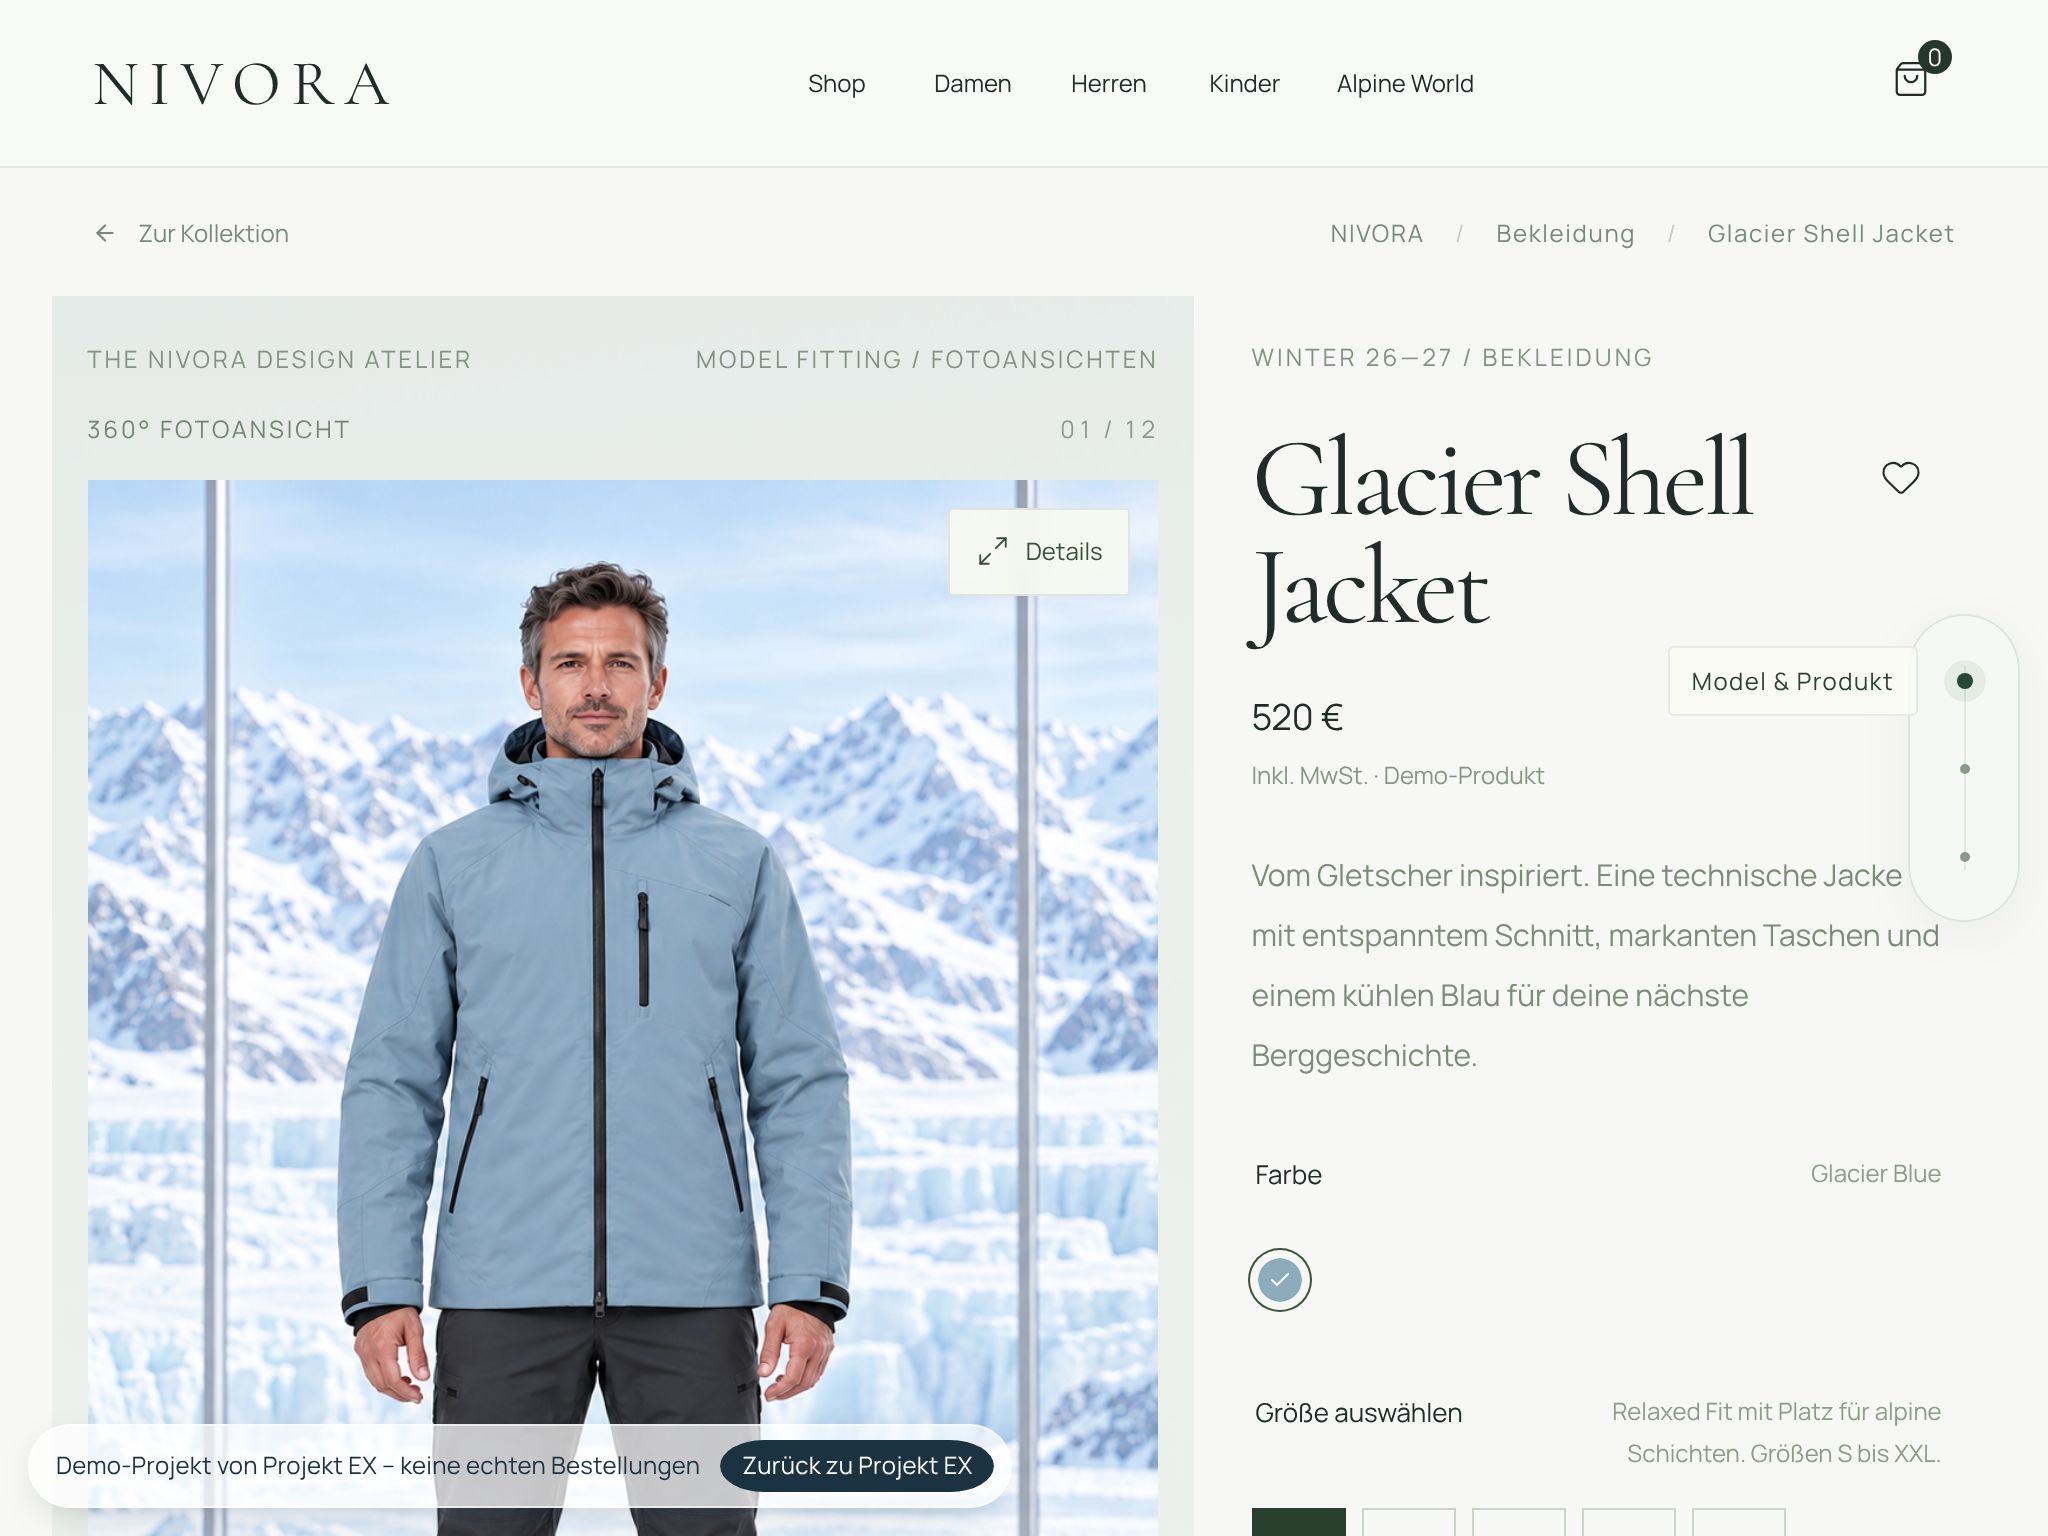 NIVORA
Shop Damen Herren Kinder Alpine World
0
Zur Kollektion
NIVORA / Bekleidung / Glacier Shell Jacket
THE NIVORA DESIGN ATELIER
MODEL FITTING / FOTOANSICHTEN
360° FOTOANSICHT
01 / 12
Details
WINTER 26—27 / BEKLEIDUNG
Glacier Shell
Jacket
Model & Produkt
520 €
Inkl. MwSt. · Demo-Produkt
Vom Gletscher inspiriert. Eine technische Jacke
mit entspanntem Schnitt, markanten Taschen und
einem kühlen Blau für deine nächste
Berggeschichte.
Farbe
Glacier Blue
Größe auswählen
Relaxed Fit mit Platz für alpine
Schichten. Größen S bis XXL.
Demo-Projekt von Projekt EX – keine echten Bestellungen
Zurück zu Projekt EX